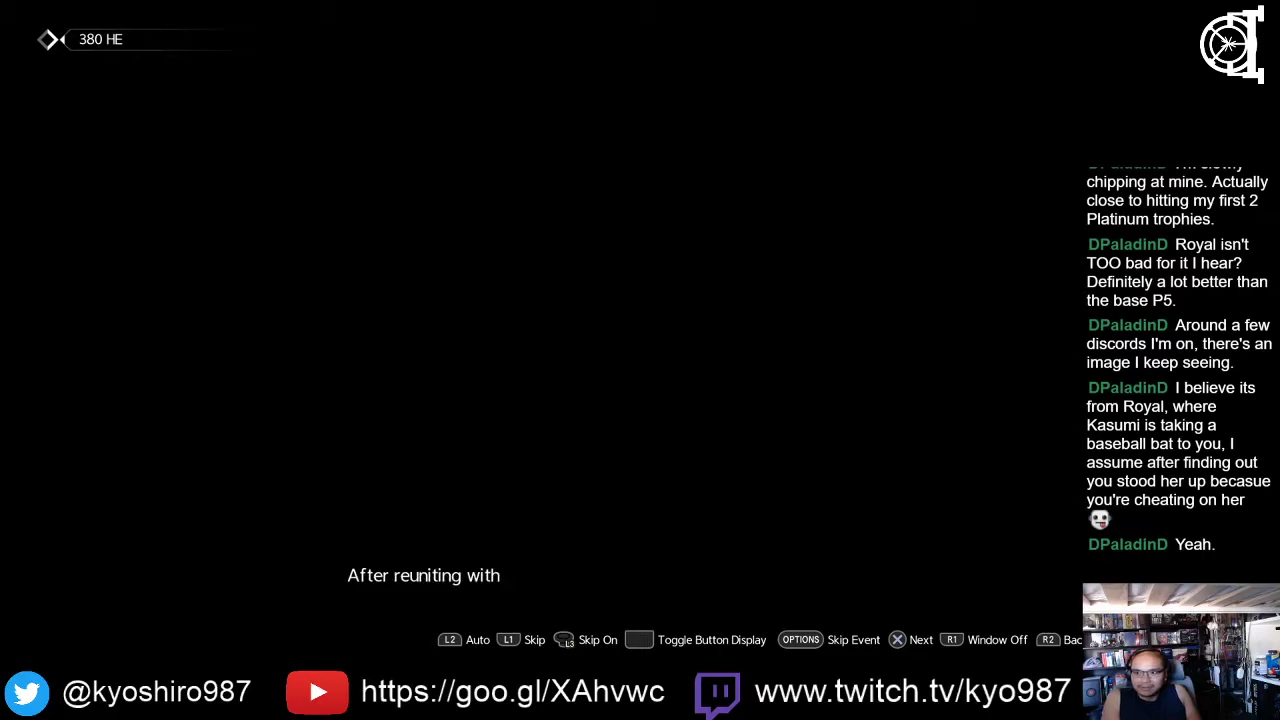 380 HE
chipping at mine. Actually
close to hitting my first 2
Platinum trophies.
DPaladinD Royal isn't
TOO bad for it I hear?
Definitely a lot better than
the base P5.
DPaladinD Around a few
discords I'm on, there's an
image I keep seeing.
DPaladinD I believe its
from Royal, where
Kasumi is taking a
baseball bat to you, I
assume after finding out
you stood her up becasue
you're cheating on her
DPaladinD Yeah.
After reuniting with
L2 Auto L1 Skip L3 Skip On Toggle Button Display OPTIONS Skip Event Next R1 Window Off R2 Bac
@kyoshiro987 https://goo.gl/XAhvwc www.twitch.tv/kyo987